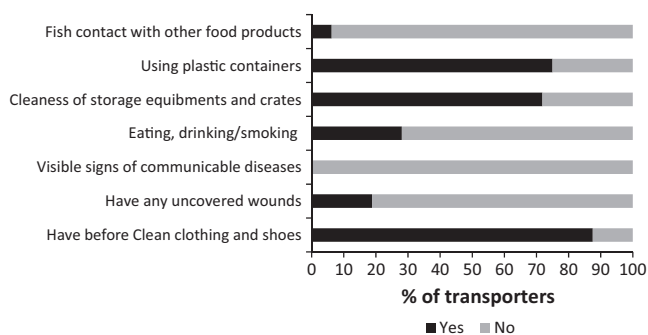 Fish contact with other food products
Using plastic containers
Cleaness of storage equibments and crates
Eating, drinking/smoking
Visible signs of communicable diseases
Have any uncovered wounds
Have before Clean clothing and shoes
0 10 20 30 40 50 60 70 80 90 100
% of transporters
Yes No